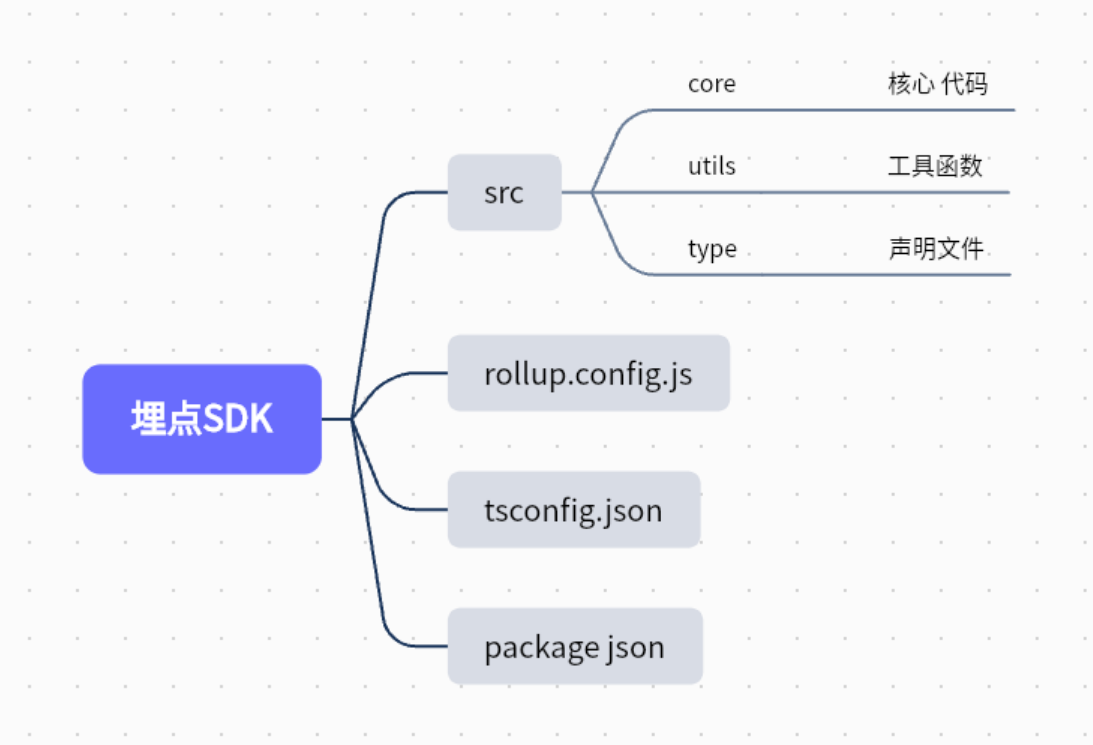 core 核心 代码
utils 工具函数
type 声明文件
src
rollup.config.js
埋点SDK
tsconfig.json
package json